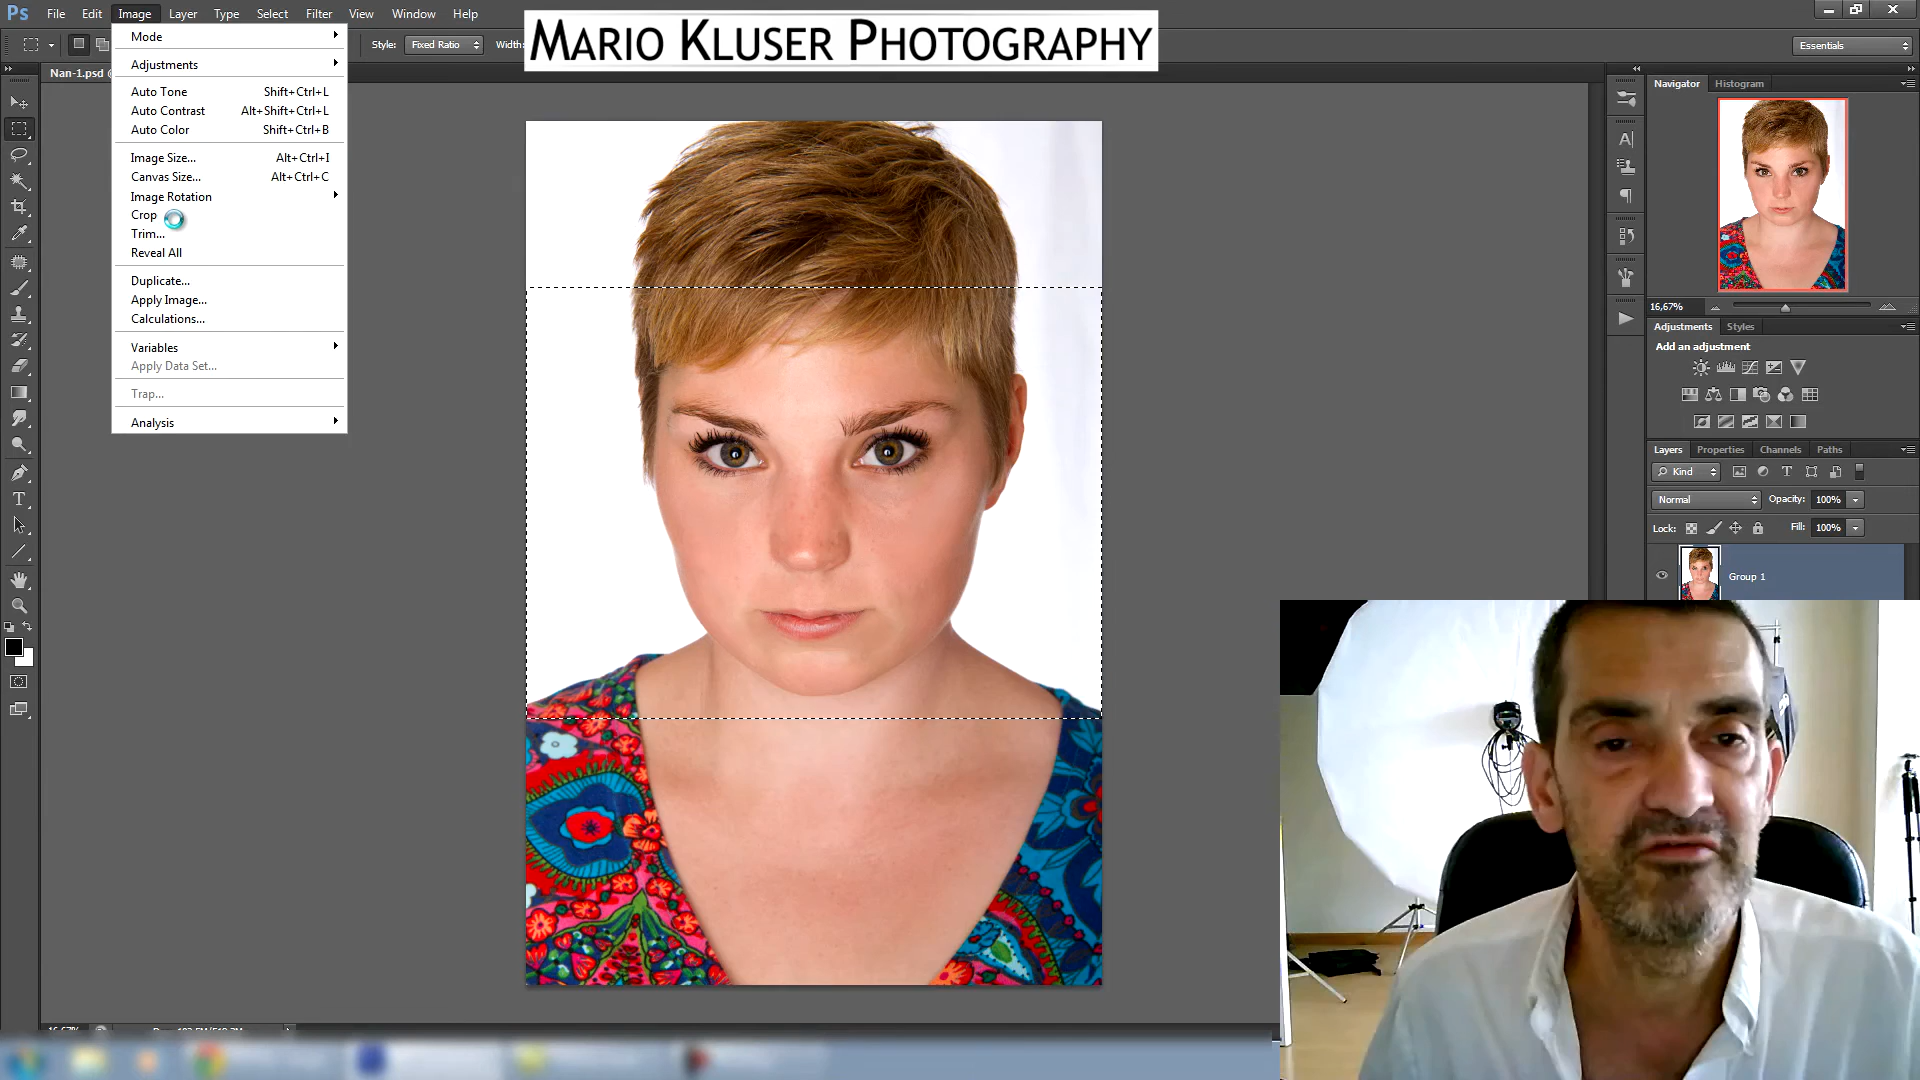 Ps File Edit Image Layer Type Select Filter View Window Help
Style: Fixed Ratio Width:
MARIO KLUSER PHOTOGRAPHY
Essentials
Nan-1.psd @
Mode
Adjustments
Auto Tone Shift+Ctrl+L
Auto Contrast Alt+Shift+Ctrl+L
Auto Color Shift+Ctrl+B
Image Size... Alt+Ctrl+I
Canvas Size... Alt+Ctrl+C
Image Rotation
Crop
Trim...
Reveal All
Duplicate...
Apply Image...
Calculations...
Variables
Apply Data Set...
Trap...
Analysis
Navigator Histogram
16,67%
Adjustments Styles
Add an adjustment
Layers Properties Channels Paths
Kind
Normal Opacity: 100%
Lock: Fill: 100%
Group 1